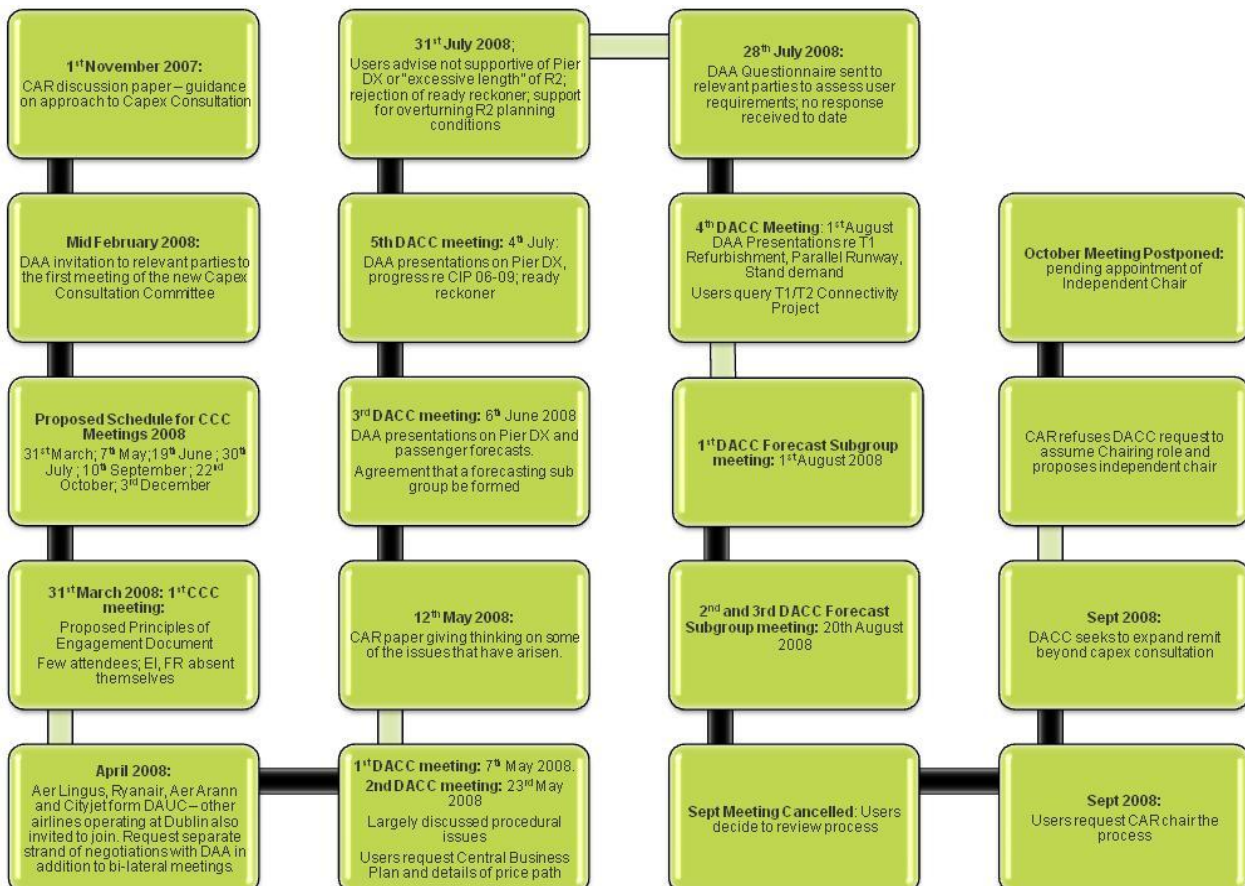 1st November 2007:
CAR discussion paper – guidance
on approach to Capex Consultation
Mid February 2008:
DAA invitation to relevant parties to
the first meeting of the new Capex
Consultation Committee
Proposed Schedule for CCC
Meetings 2008
31st March; 7th May;19th June ; 30th
July ; 10th September ; 22nd
October; 3rd December
31st March 2008: 1st CCC
meeting:
Proposed Principles of
Engagement Document
Few attendees; EI, FR absent
themselves
April 2008:
Aer Lingus, Ryanair, Aer Arann
and Cityjet form DAUC – other
airlines operating at Dublin also
invited to join. Request separate
strand of negotiations with DAA in
addition to bi-lateral meetings.
1st DACC meeting: 7th May 2008.
2nd DACC meeting: 23rd May
2008
Largely discussed procedural
issues
Users request Central Business
Plan and details of price path
12th May 2008:
CAR paper giving thinking on some
of the issues that have arisen.
3rd DACC meeting: 6th June 2008
DAA presentations on Pier DX and
passenger forecasts.
Agreement that a forecasting sub
group be formed
5th DACC meeting: 4th July:
DAA presentations on Pier DX,
progress re CIP 06-09; ready
reckoner
31st July 2008;
Users advise not supportive of Pier
DX or "excessive length" of R2;
rejection of ready reckoner; support
for overturning R2 planning
conditions
28th July 2008:
DAA Questionnaire sent to
relevant parties to assess user
requirements; no response
received to date
4th DACC Meeting: 1st August
DAA Presentations re T1
Refurbishment, Parallel Runway,
Stand demand
Users query T1/T2 Connectivity
Project
1st DACC Forecast Subgroup
meeting: 1st August 2008
2nd and 3rd DACC Forecast
Subgroup meeting: 20th August
2008
Sept Meeting Cancelled: Users
decide to review process
Sept 2008:
Users request CAR chair the
process
Sept 2008:
DACC seeks to expand remit
beyond capex consultation
CAR refuses DACC request to
assume Chairing role and
proposes independent chair
October Meeting Postponed:
pending appointment of
Independent Chair